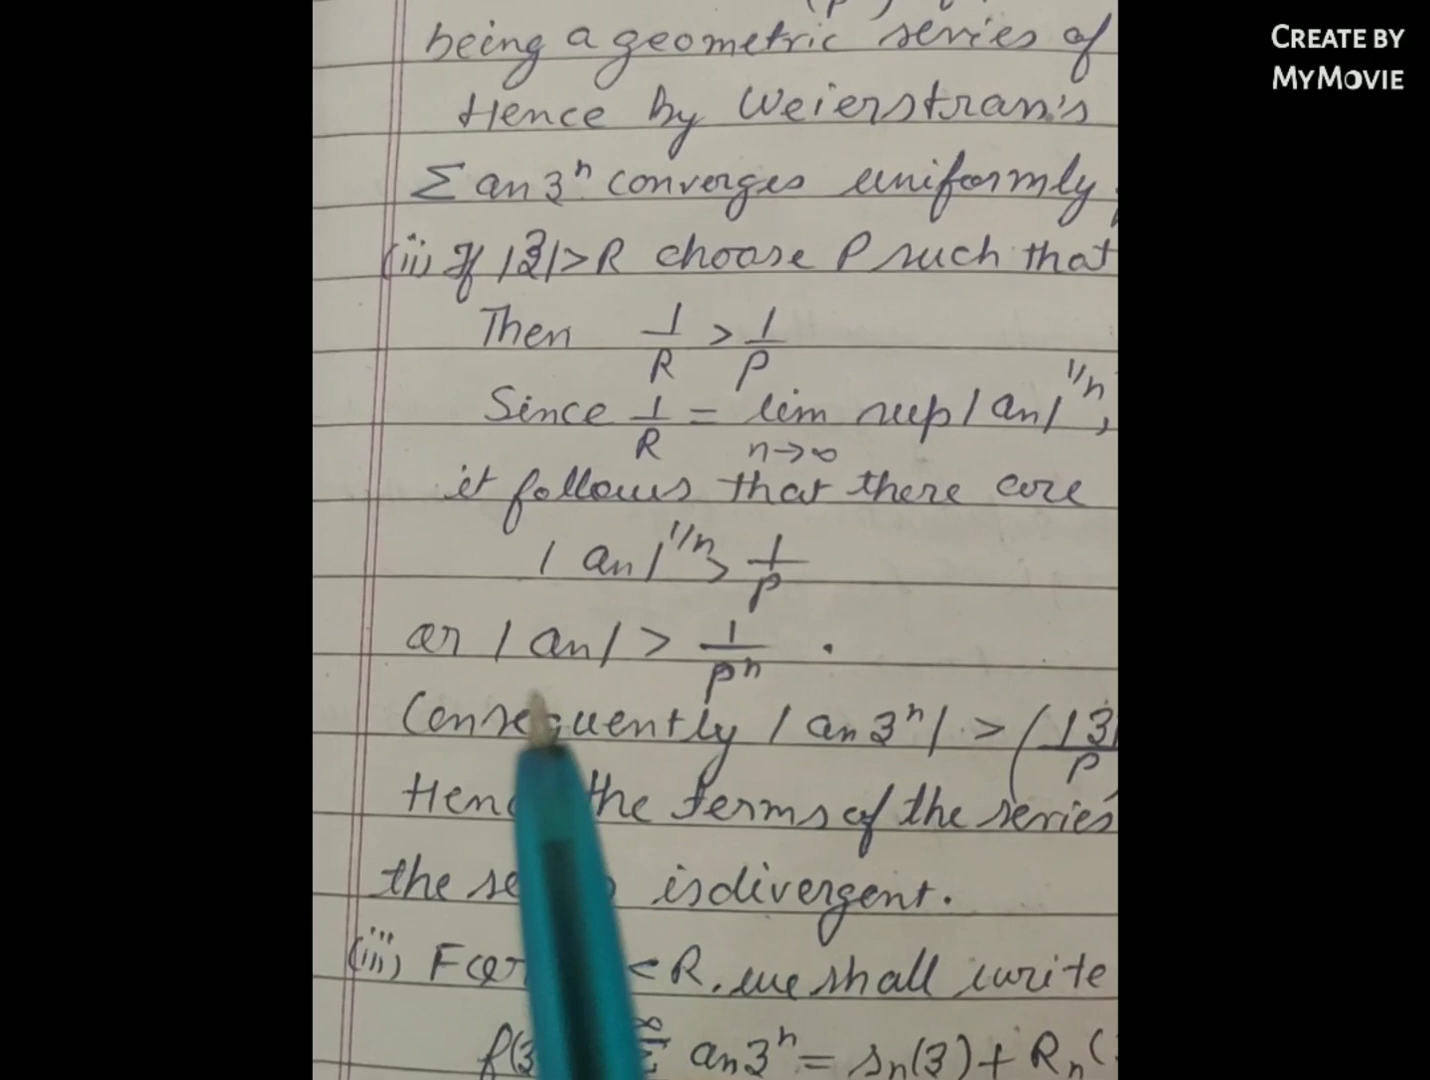 being a geometric series of
Hence by Weierstrass's
Σ an z^n converges uniformly
(ii) If |z| > R choose P such that
Then 1/R > 1/P
Since 1/R = lim sup |an|^1/n,
n→∞
it follows that there are
|an|^1/n > 1/P
or |an| > 1/P^n .
Consequently |an z^n| > (|z|/P
Hence the terms of the series
the series is divergent.
(iii) For < R. we shall write
f(z Σ^∞ an z^n = sn(z) + Rn(
CREATE BY
MYMOVIE